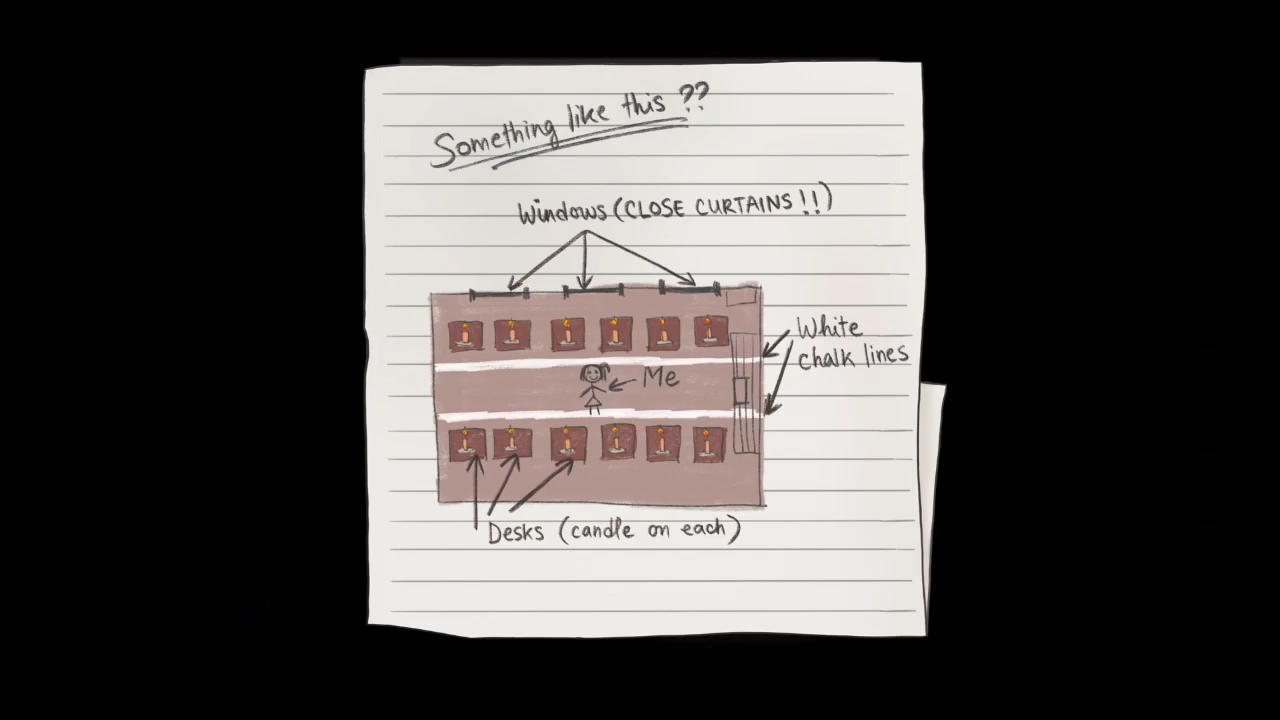 Something like this ??
Windows (CLOSE CURTAINS !!)
White
chalk lines
Me
Desks (candle on each)